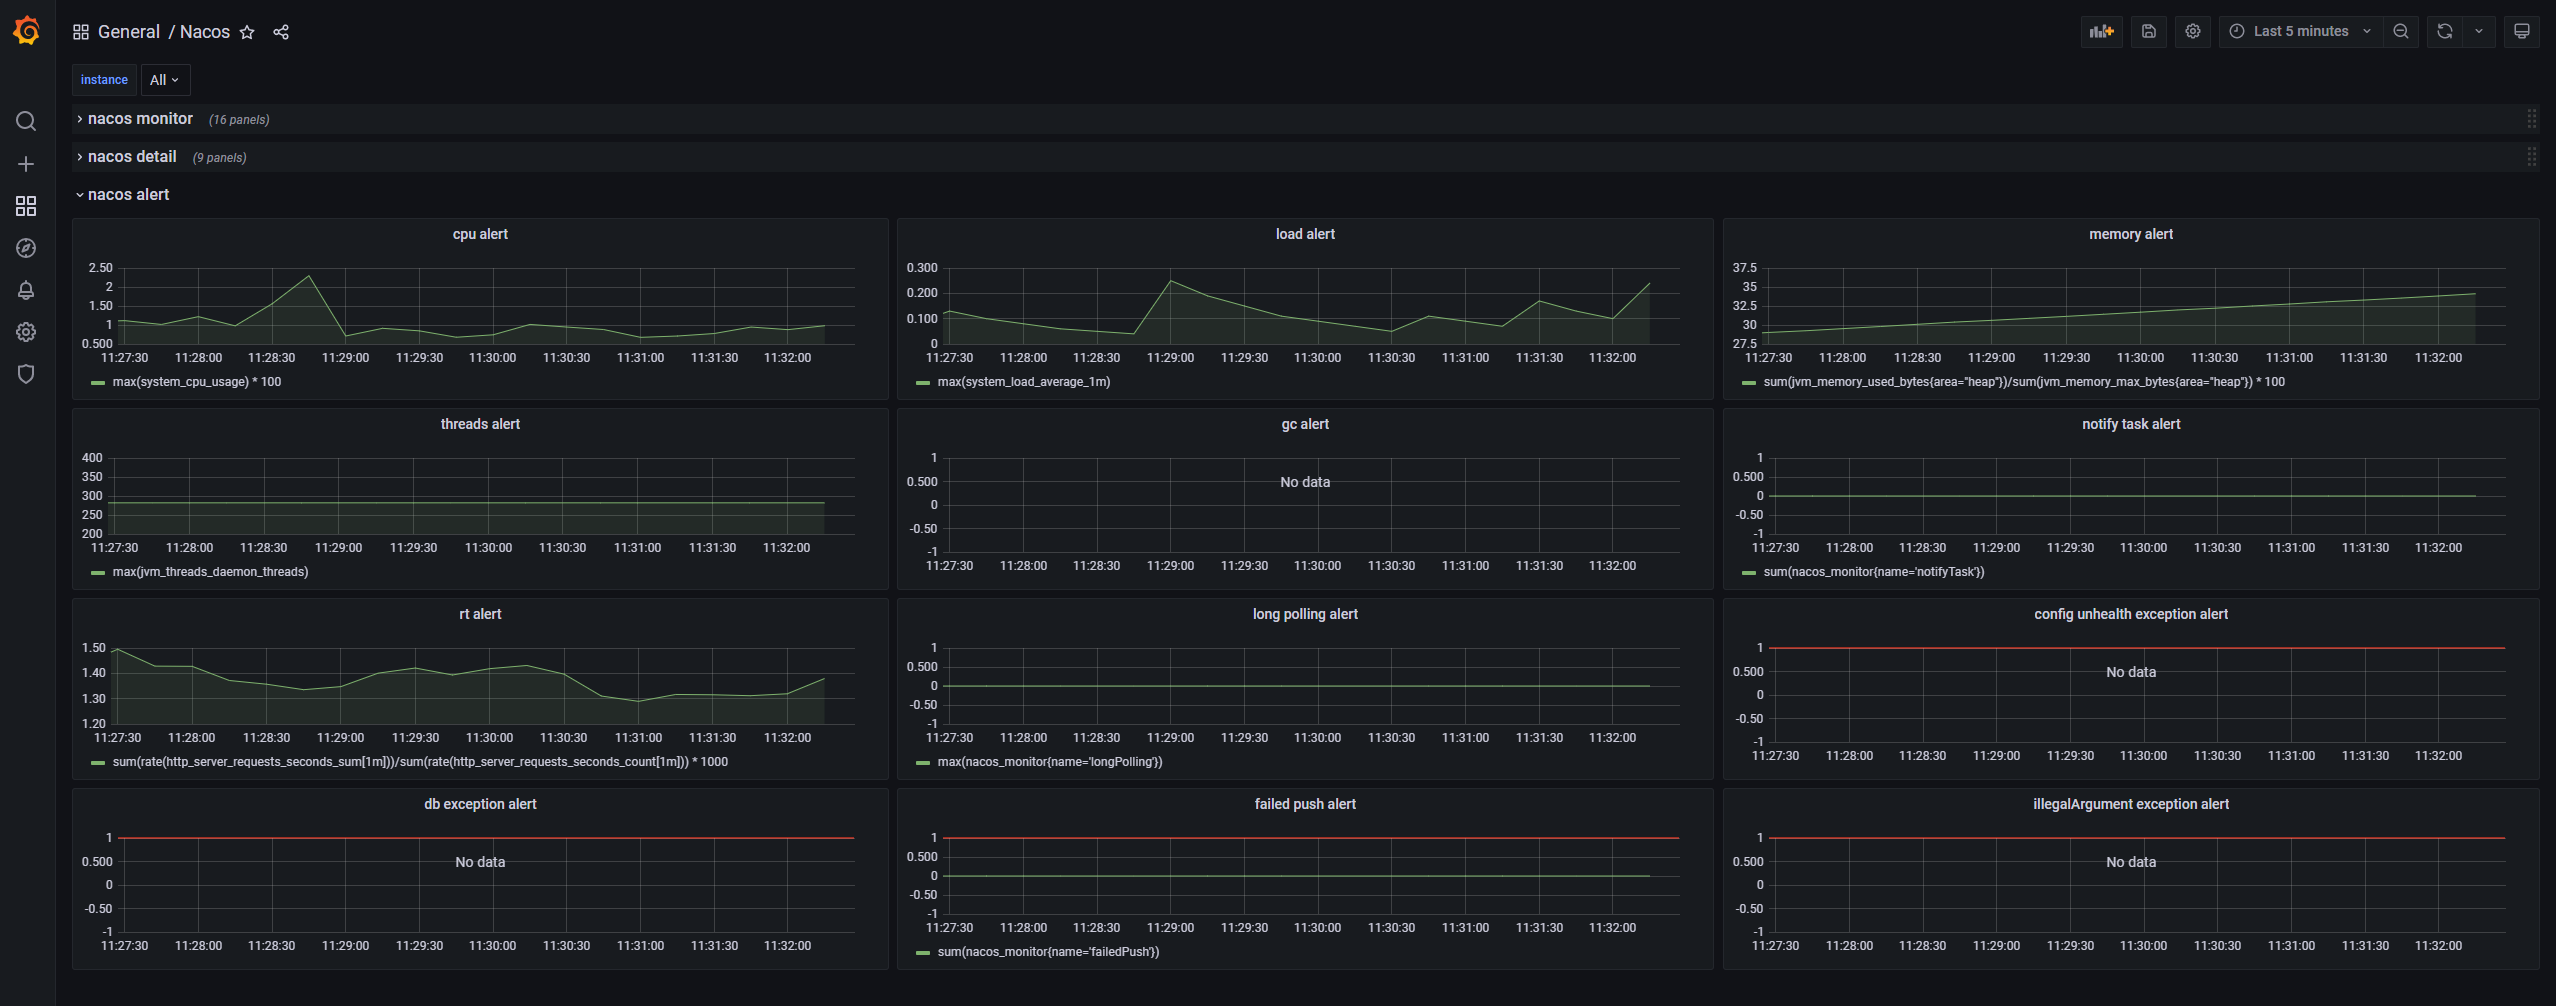 General / Nacos
Last 5 minutes
instance All
nacos monitor (16 panels)
nacos detail (9 panels)
nacos alert
cpu alert
2.50
2
1.50
1
0.500
11:27:30 11:28:00 11:28:30 11:29:00 11:29:30 11:30:00 11:30:30 11:31:00 11:31:30 11:32:00
max(system_cpu_usage) * 100
load alert
0.300
0.200
0.100
0
11:27:30 11:28:00 11:28:30 11:29:00 11:29:30 11:30:00 11:30:30 11:31:00 11:31:30 11:32:00
max(system_load_average_1m)
memory alert
37.5
35
32.5
30
27.5
11:27:30 11:28:00 11:28:30 11:29:00 11:29:30 11:30:00 11:30:30 11:31:00 11:31:30 11:32:00
sum(jvm_memory_used_bytes{area="heap"})/sum(jvm_memory_max_bytes{area="heap"}) * 100
threads alert
400
350
300
250
200
11:27:30 11:28:00 11:28:30 11:29:00 11:29:30 11:30:00 11:30:30 11:31:00 11:31:30 11:32:00
max(jvm_threads_daemon_threads)
gc alert
1
0.500
0
-0.50
-1
No data
11:27:30 11:28:00 11:28:30 11:29:00 11:29:30 11:30:00 11:30:30 11:31:00 11:31:30 11:32:00
notify task alert
1
0.500
0
-0.50
-1
11:27:30 11:28:00 11:28:30 11:29:00 11:29:30 11:30:00 11:30:30 11:31:00 11:31:30 11:32:00
sum(nacos_monitor{name='notifyTask'})
rt alert
1.50
1.40
1.30
1.20
11:27:30 11:28:00 11:28:30 11:29:00 11:29:30 11:30:00 11:30:30 11:31:00 11:31:30 11:32:00
sum(rate(http_server_requests_seconds_sum[1m]))/sum(rate(http_server_requests_seconds_count[1m])) * 1000
long polling alert
1
0.500
0
-0.50
-1
11:27:30 11:28:00 11:28:30 11:29:00 11:29:30 11:30:00 11:30:30 11:31:00 11:31:30 11:32:00
max(nacos_monitor{name='longPolling'})
config unhealth exception alert
1
0.500
0
-0.50
-1
No data
11:27:30 11:28:00 11:28:30 11:29:00 11:29:30 11:30:00 11:30:30 11:31:00 11:31:30 11:32:00
db exception alert
1
0.500
0
-0.50
-1
No data
11:27:30 11:28:00 11:28:30 11:29:00 11:29:30 11:30:00 11:30:30 11:31:00 11:31:30 11:32:00
failed push alert
1
0.500
0
-0.50
-1
11:27:30 11:28:00 11:28:30 11:29:00 11:29:30 11:30:00 11:30:30 11:31:00 11:31:30 11:32:00
sum(nacos_monitor{name='failedPush'})
illegalArgument exception alert
1
0.500
0
-0.50
-1
No data
11:27:30 11:28:00 11:28:30 11:29:00 11:29:30 11:30:00 11:30:30 11:31:00 11:31:30 11:32:00